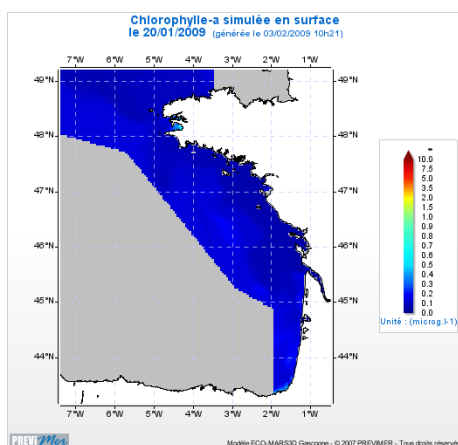 Chlorophylle-a simulée en surface
le 20/01/2009 (générée le 03/02/2009 10h21)
7°W 6°W 5°W 4°W 3°W 2°W 1°W
49°N 49°N
48°N 48°N
47°N 47°N
46°N 46°N
45°N 45°N
44°N 44°N
7°W 6°W 5°W 4°W 3°W 2°W 1°W
∞
10.0
7.5
5.0
3.5
2.0
1.5
1.0
0.9
0.8
0.7
0.6
0.5
0.4
0.3
0.2
0.1
0.0
Unité : (microg.l-1)
PREViMer
Modèle ECO-MARS3D Gascogne - © 2007 PREVIMER - Tous droits réservés